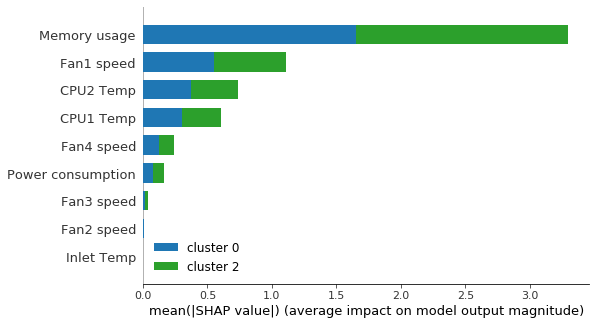 Memory usage
Fan1 speed
CPU2 Temp
CPU1 Temp
Fan4 speed
Power consumption
Fan3 speed
Fan2 speed
Inlet Temp
cluster 0
cluster 2
0.0 0.5 1.0 1.5 2.0 2.5 3.0
mean(|SHAP value|) (average impact on model output magnitude)